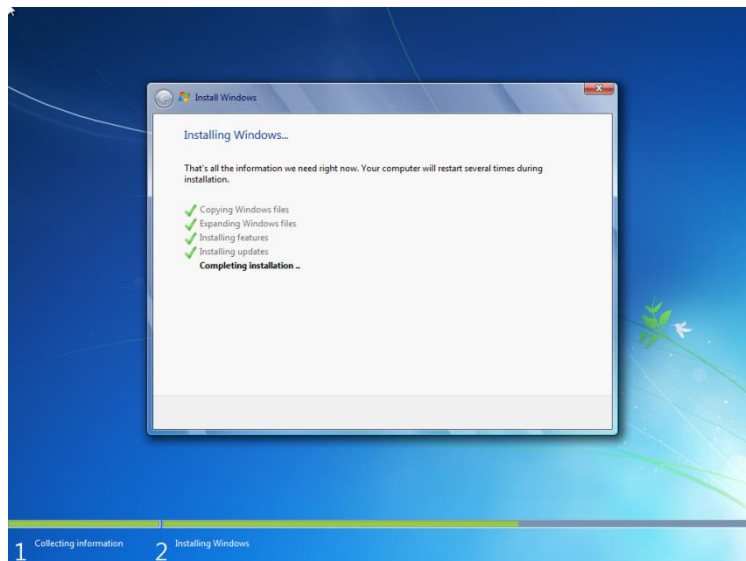 Install Windows
Installing Windows...
That's all the information we need right now. Your computer will restart several times during
installation.
Copying Windows files
Expanding Windows files
Installing features
Installing updates
Completing installation ..
1 Collecting information
2 Installing Windows